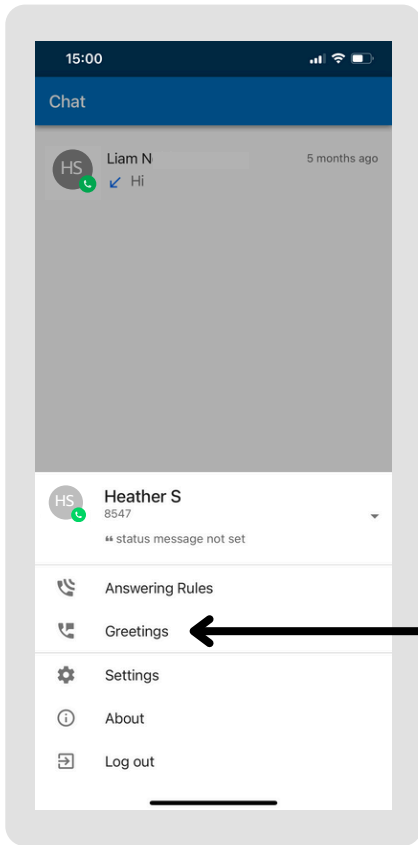 15:00
Chat
HS
Liam N
5 months ago
Hi
HS
Heather S
8547
❝ status message not set
Answering Rules
Greetings
Settings
About
Log out